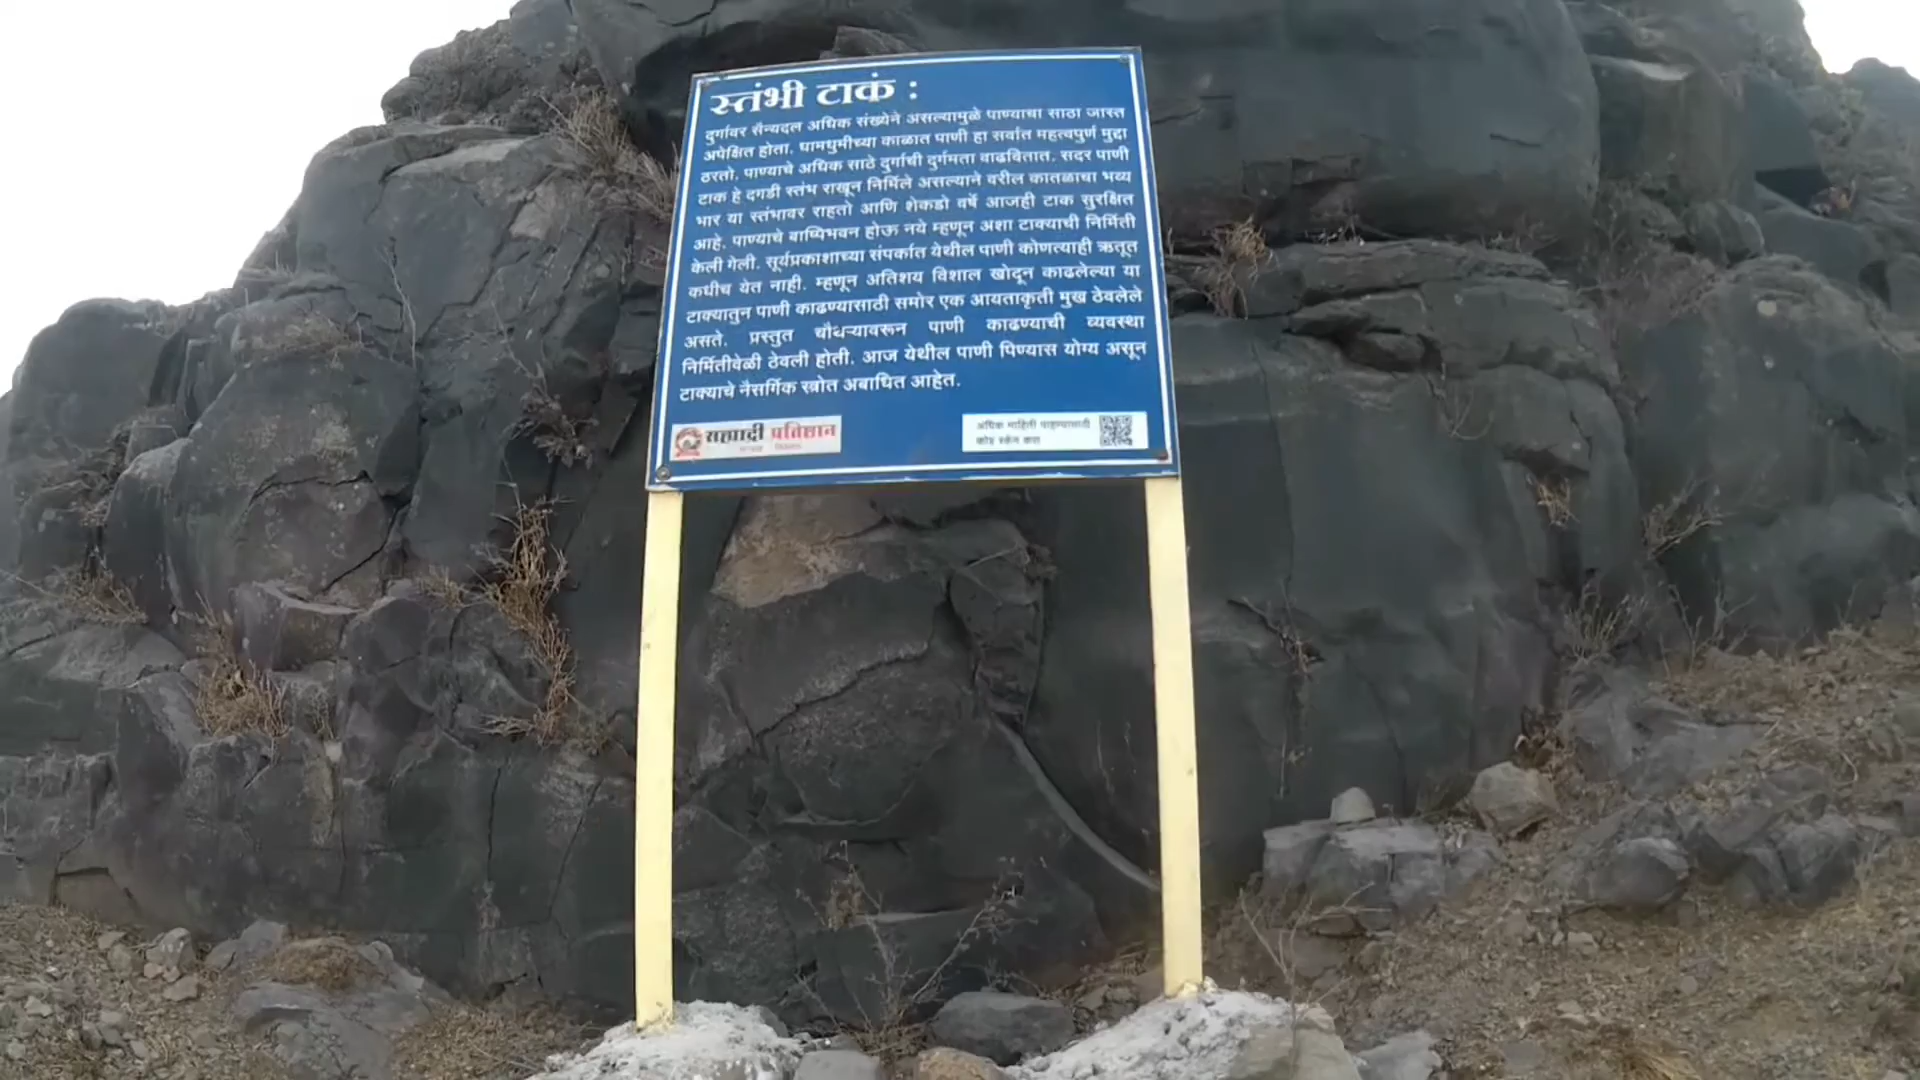 स्तंभी टाकं :
दुर्गावर सैन्यदल अधिक संख्येने असल्यामुळे पाण्याचा साठा जास्त
अपेक्षित होता. धामधुमीच्या काळात पाणी हा सर्वात महत्वपुर्ण मुद्दा
ठरतो. पाण्याचे अधिक साठे दुर्गाची दुर्गमता वाढवितात. सदर पाणी
टाक हे दगडी स्तंभ राखून निर्मिले असल्याने वरील कातळाचा भव्य
भार या स्तंभावर राहतो आणि शेकडो वर्षे आजही टाक सुरक्षित
आहे. पाण्याचे बाष्पिभवन होऊ नये म्हणून अशा टाक्याची निर्मिती
केली गेली. सूर्यप्रकाशाच्या संपर्कात येथील पाणी कोणत्याही ऋतूत
कधीच येत नाही. म्हणून अतिशय विशाल खोदून काढलेल्या या
टाक्यातुन पाणी काढण्यासाठी समोर एक आयताकृती मुख ठेवलेले
असते. प्रस्तुत चौथऱ्यावरून पाणी काढण्याची व्यवस्था
निर्मितीवेळी ठेवली होती. आज येथील पाणी पिण्यास योग्य असून
टाक्याचे नैसर्गिक स्त्रोत अबाधित आहेत.
सह्याद्री प्रतिष्ठान
अधिक माहिती पाहण्यासाठी
कोड स्कॅन करा